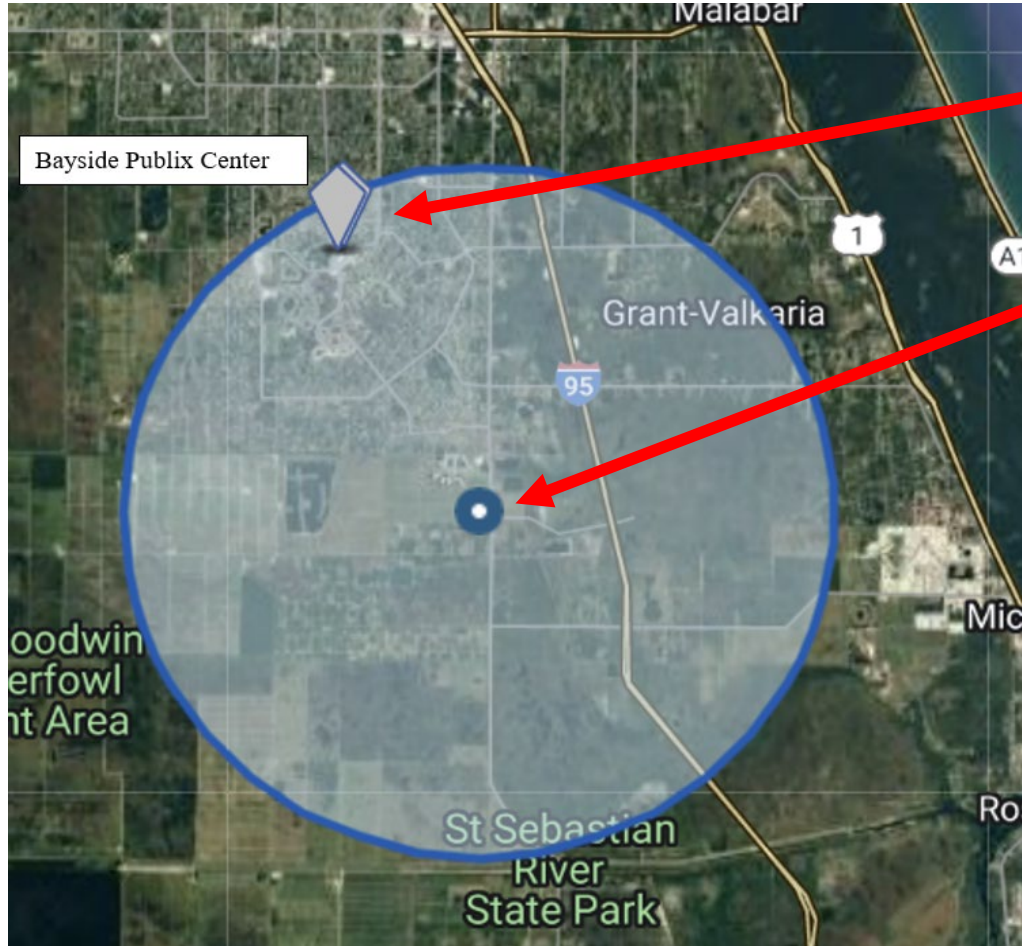 Malabar
Bayside Publix Center
1
A1
Grant-Valkaria
95
Mic
oodwin
erfowl
nt Area
Ro
St Sebastian
River
State Park